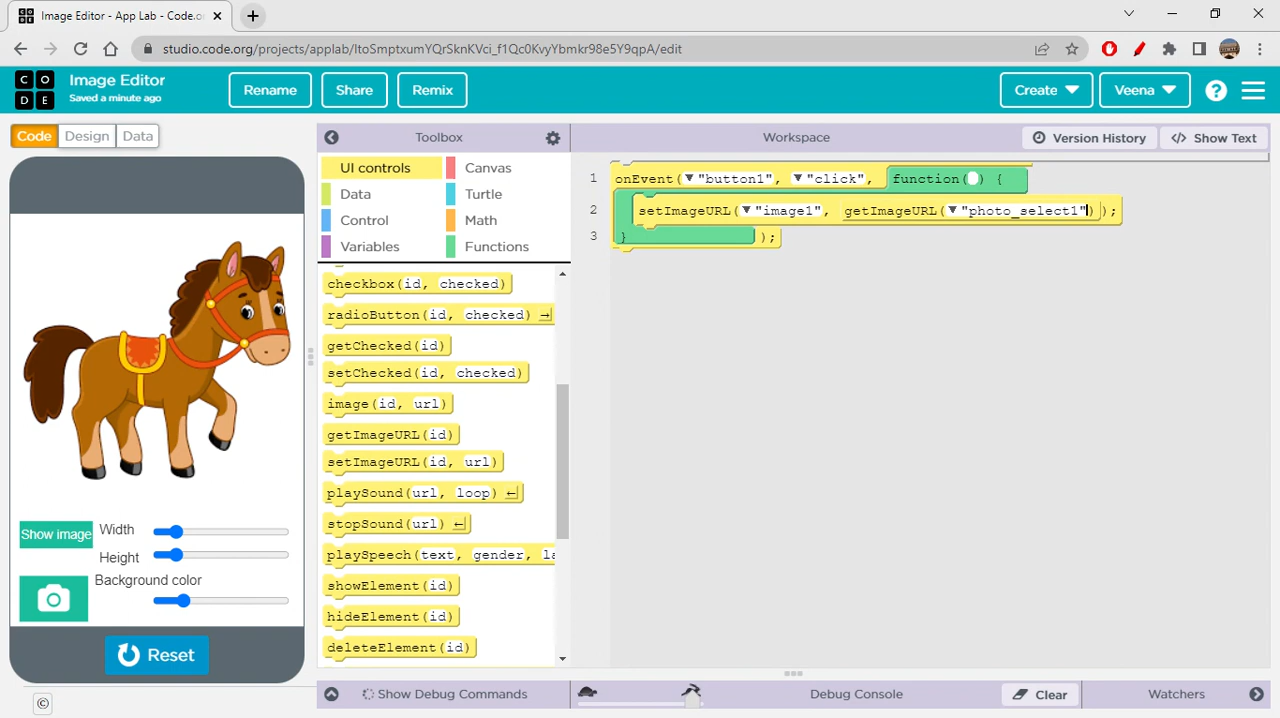 Image Editor - App Lab - Code.o
studio.code.org/projects/applab/ltoSmptxumYQrSknKVci_f1Qc0KvyYbmkr98e5Y9qpA/edit
C O D E
Image Editor
Saved a minute ago
Rename
Share
Remix
Create
Veena
?
Code
Design
Data
Toolbox
Workspace
Version History
</> Show Text
UI controls
Canvas
Data
Turtle
Control
Math
Variables
Functions
checkbox(id, checked)
radioButton(id, checked)
getChecked(id)
setChecked(id, checked)
image(id, url)
getImageURL(id)
setImageURL(id, url)
playSound(url, loop)
stopSound(url)
playSpeech(text, gender, la
showElement(id)
hideElement(id)
deleteElement(id)
1 onEvent("button1", "click", function( ) {
2 setImageURL("image1", getImageURL("photo_select1"));
3 } );
Show image
Width
Height
Background color
Reset
©
Show Debug Commands
Debug Console
Clear
Watchers